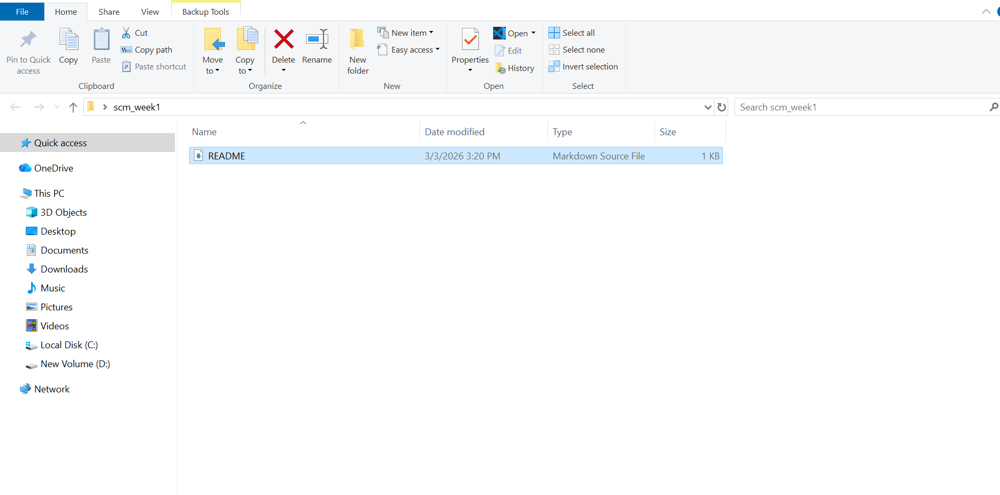 File Home Share View Backup Tools
Pin to Quick access
Copy
Paste
Cut
Copy path
Paste shortcut
Clipboard
Move to
Copy to
Delete
Rename
Organize
New folder
New item
Easy access
New
Properties
Open
Edit
History
Open
Select all
Select none
Invert selection
Select
scm_week1
Search scm_week1
Name Date modified Type Size
README 3/3/2026 3:20 PM Markdown Source File 1 KB
Quick access
OneDrive
This PC
3D Objects
Desktop
Documents
Downloads
Music
Pictures
Videos
Local Disk (C:)
New Volume (D:)
Network